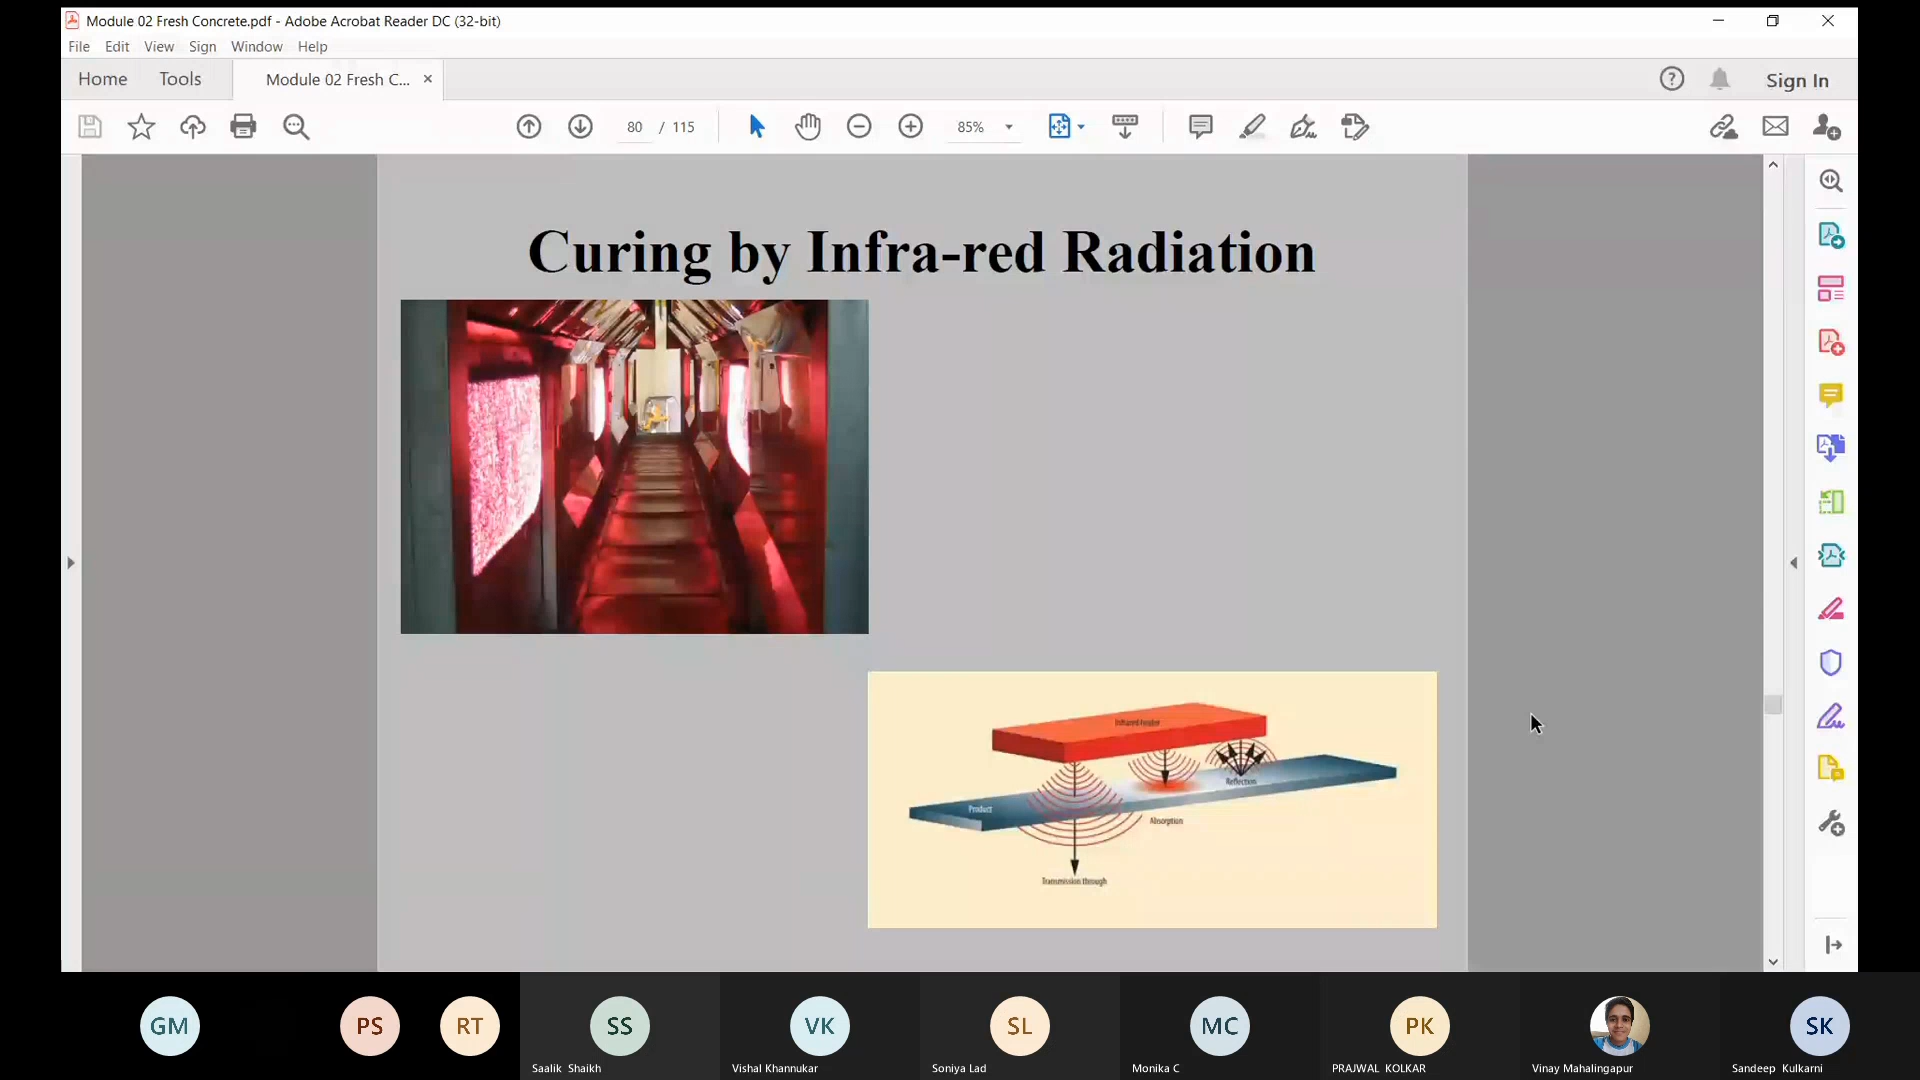 Module 02 Fresh Concrete.pdf - Adobe Acrobat Reader DC (32-bit)
File Edit View Sign Window Help
Home Tools Module 02 Fresh C... Sign In
80 / 115 85%
Curing by Infra-red Radiation
Infrared heater
Reflection
Product
Absorption
Transmission through
GM PS RT SS VK SL MC PK SK
Saalik Shaikh Vishal Khannukar Soniya Lad Monika C PRAJWAL KOLKAR Vinay Mahalingapur Sandeep Kulkarni